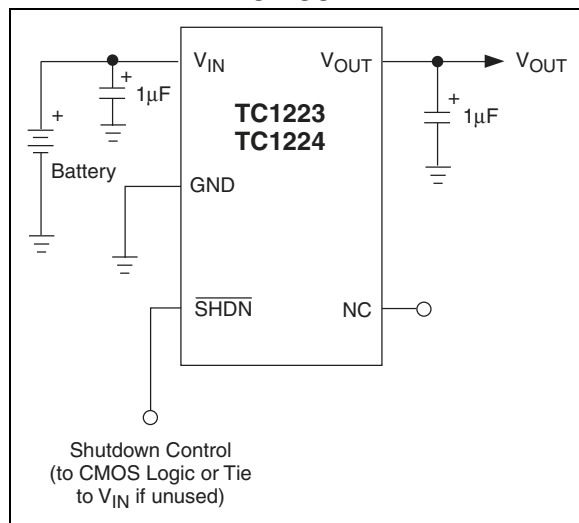 V_IN
V_OUT
V_OUT
+
1µF
+
1µF
TC1223
TC1224
+
Battery
GND
SHDN
NC
Shutdown Control
(to CMOS Logic or Tie
to V_IN if unused)